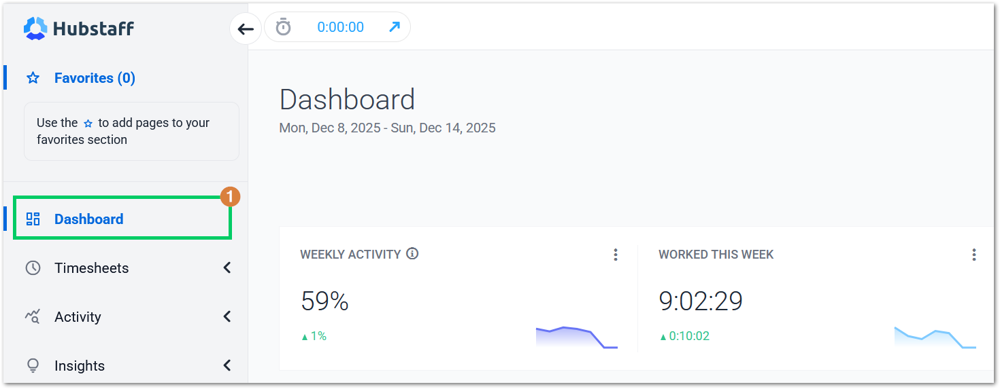 Hubstaff
0:00:00
Favorites (0)
Use the to add pages to your
favorites section
Dashboard
Mon, Dec 8, 2025 - Sun, Dec 14, 2025
1
Dashboard
Timesheets
Activity
Insights
WEEKLY ACTIVITY
59%
1%
WORKED THIS WEEK
9:02:29
0:10:02